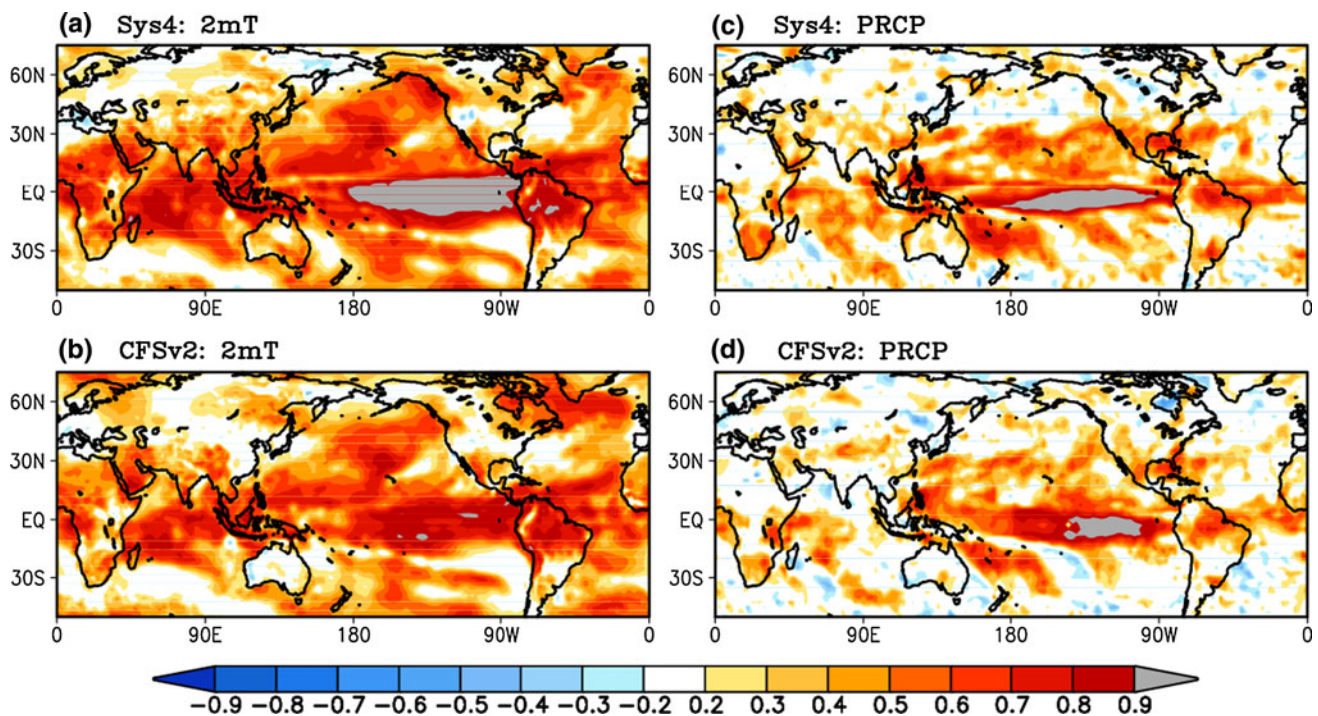 (a) Sys4: 2mT
60N
30N
EQ
30S
0 90E 180 90W 0
(c) Sys4: PRCP
60N
30N
EQ
30S
0 90E 180 90W 0
(b) CFSv2: 2mT
60N
30N
EQ
30S
0 90E 180 90W 0
(d) CFSv2: PRCP
60N
30N
EQ
30S
0 90E 180 90W 0
−0.9 −0.8 −0.7 −0.6 −0.5 −0.4 −0.3 −0.2 0.2 0.3 0.4 0.5 0.6 0.7 0.8 0.9